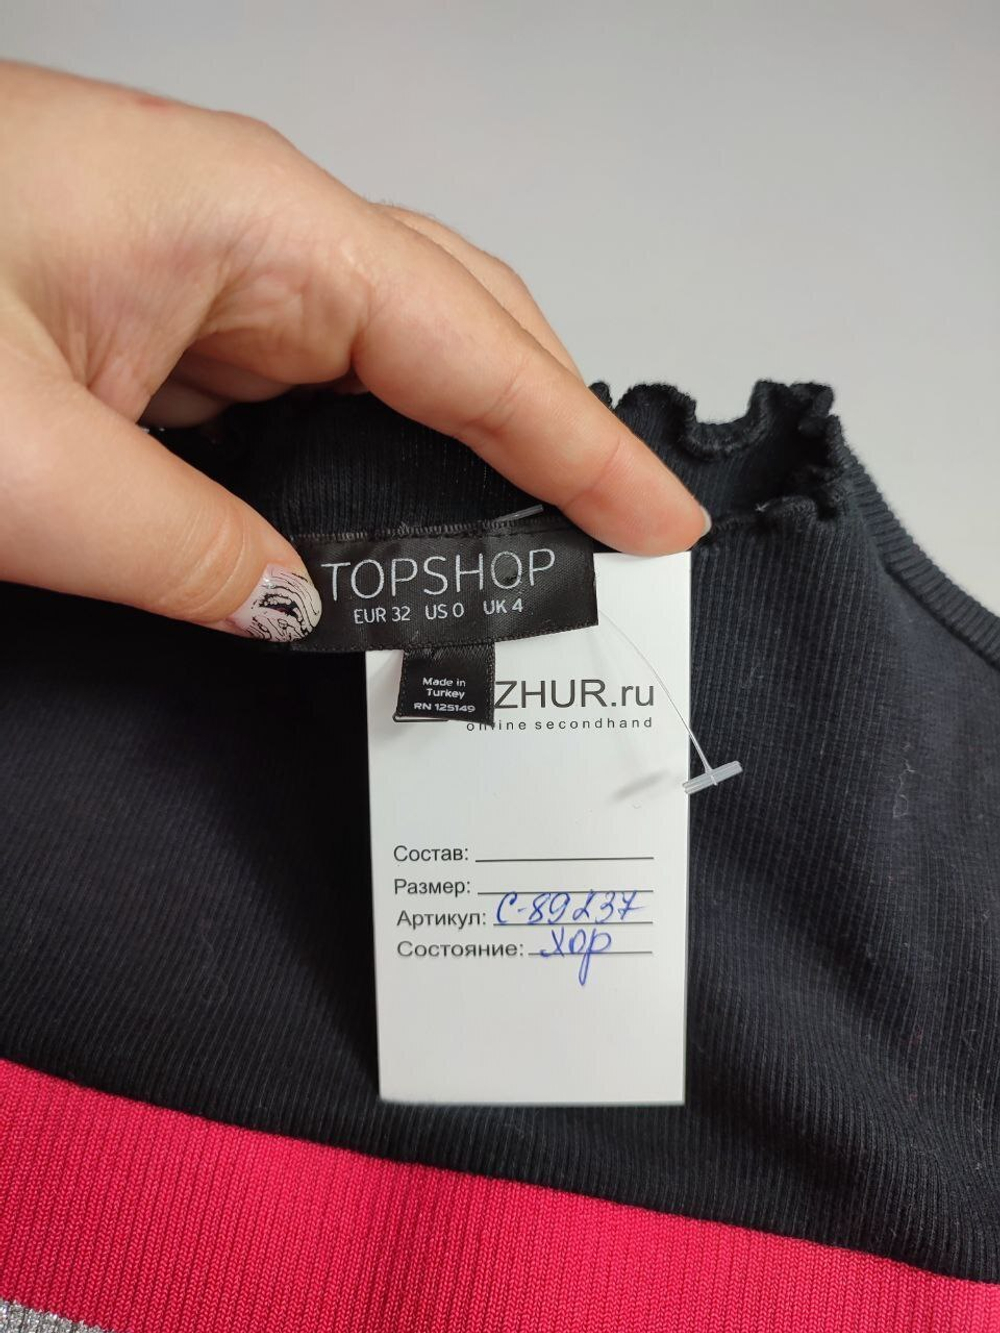 TOPSHOP
EUR 32 US 0 UK 4
Made in
Turkey
RN 125149
ZHUR.ru
online secondhand
Состав:
Размер:
Артикул: С-89237
Состояние: хор